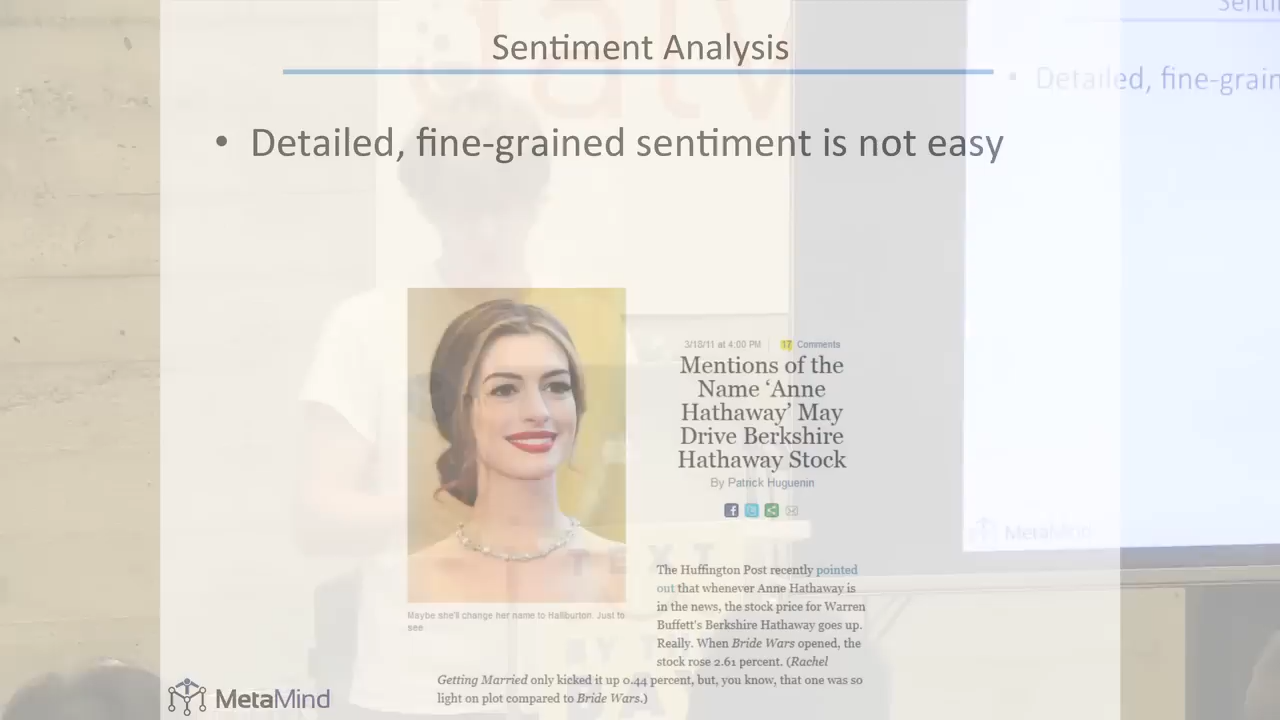 Sentiment Analysis
• Detailed, fine-grain
• Detailed, fine-grained sentiment is not easy
3/18/11 at 4:00 PM 17 Comments
Mentions of the
Name ‘Anne
Hathaway’ May
Drive Berkshire
Hathaway Stock
By Patrick Huguenin
MetaMind
The Huffington Post recently pointed
out that whenever Anne Hathaway is
in the news, the stock price for Warren
Buffett's Berkshire Hathaway goes up.
Really. When Bride Wars opened, the
stock rose 2.61 percent. (Rachel
Getting Married only kicked it up 0.44 percent, but, you know, that one was so
light on plot compared to Bride Wars.)
Maybe she'll change her name to Halliburton. Just to
see
TEXT
BY THE
MetaMind